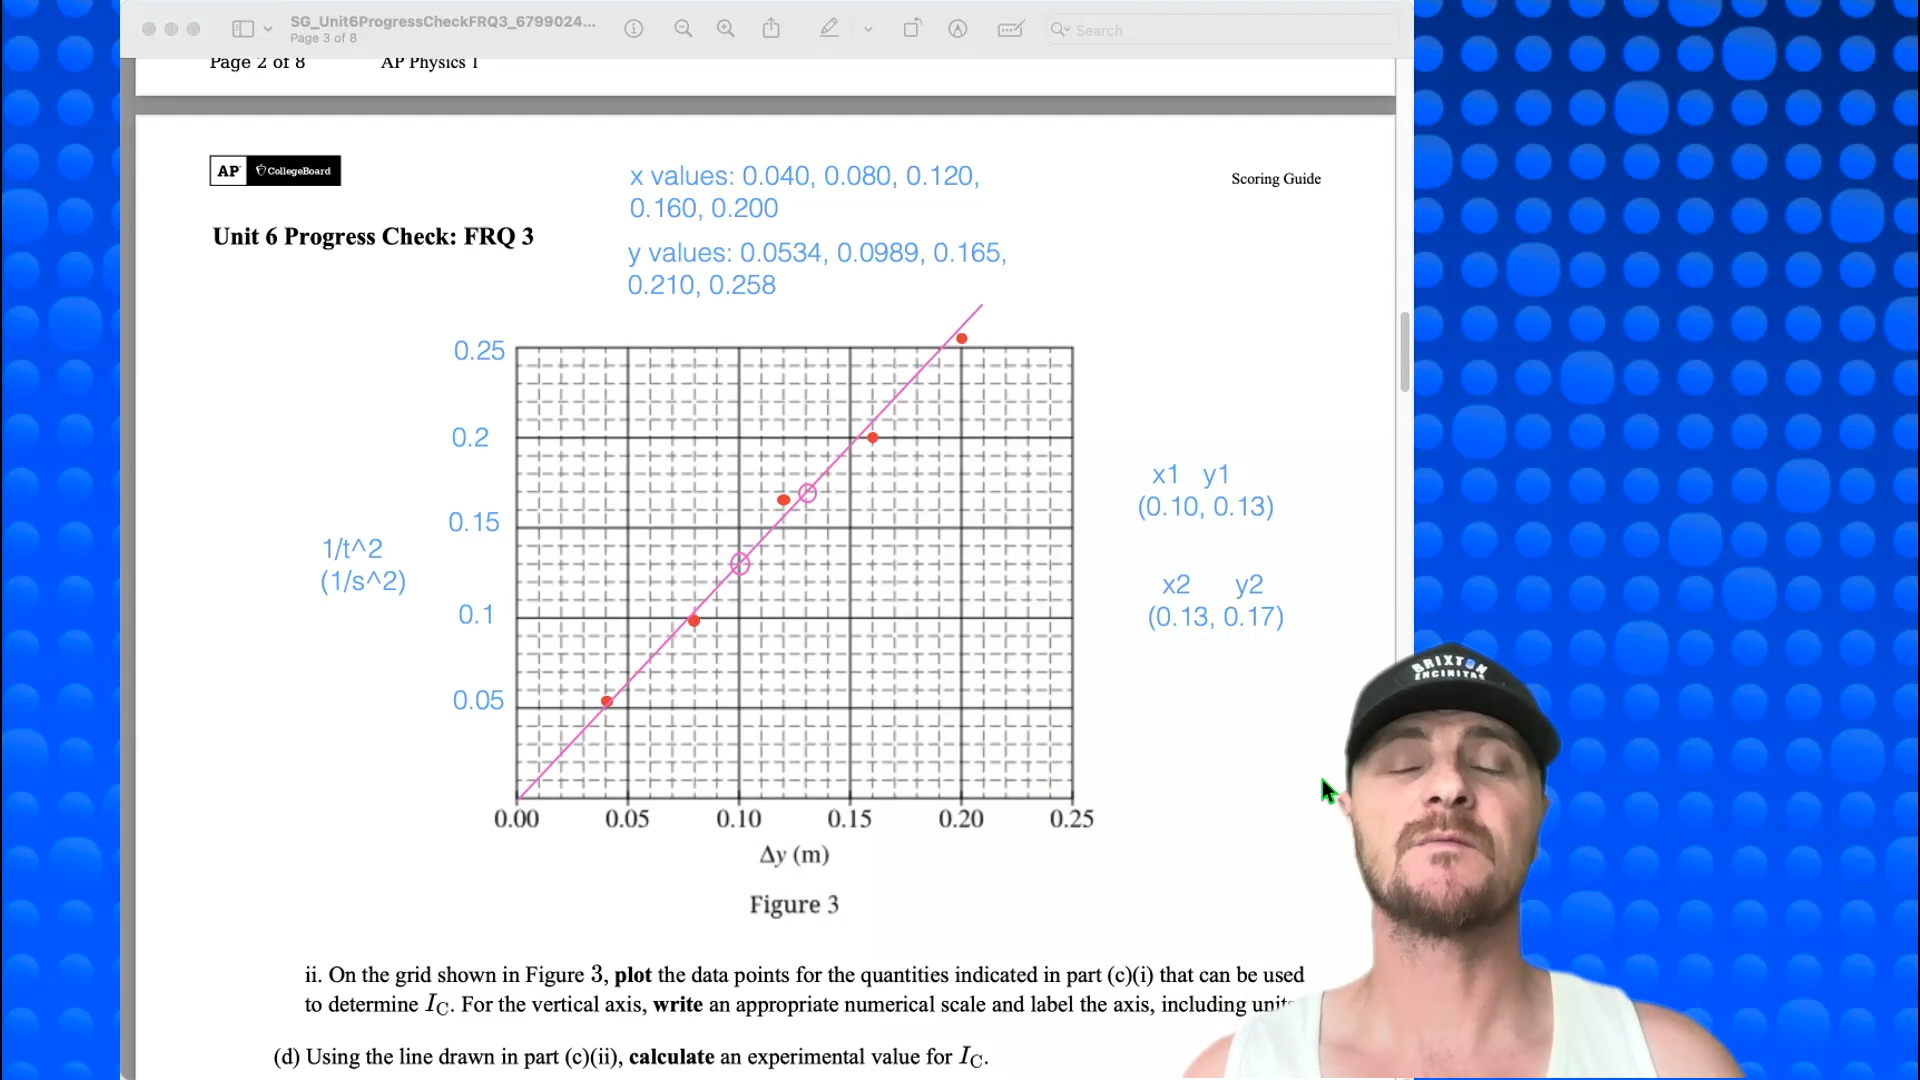 SG_Unit6ProgressCheckFRQ3_6799024...
Page 3 of 8
Search
Page 2 of 8 AP Physics 1
AP CollegeBoard
Scoring Guide
Unit 6 Progress Check: FRQ 3
x values: 0.040, 0.080, 0.120,
0.160, 0.200
y values: 0.0534, 0.0989, 0.165,
0.210, 0.258
0.25
0.2
0.15
0.1
0.05
1/t^2
(1/s^2)
x1 y1
(0.10, 0.13)
x2 y2
(0.13, 0.17)
0.00 0.05 0.10 0.15 0.20 0.25
Δy (m)
Figure 3
BRIXTON
ENCINITAS
ii. On the grid shown in Figure 3, plot the data points for the quantities indicated in part (c)(i) that can be used
to determine I_C. For the vertical axis, write an appropriate numerical scale and label the axis, including units
(d) Using the line drawn in part (c)(ii), calculate an experimental value for I_C.